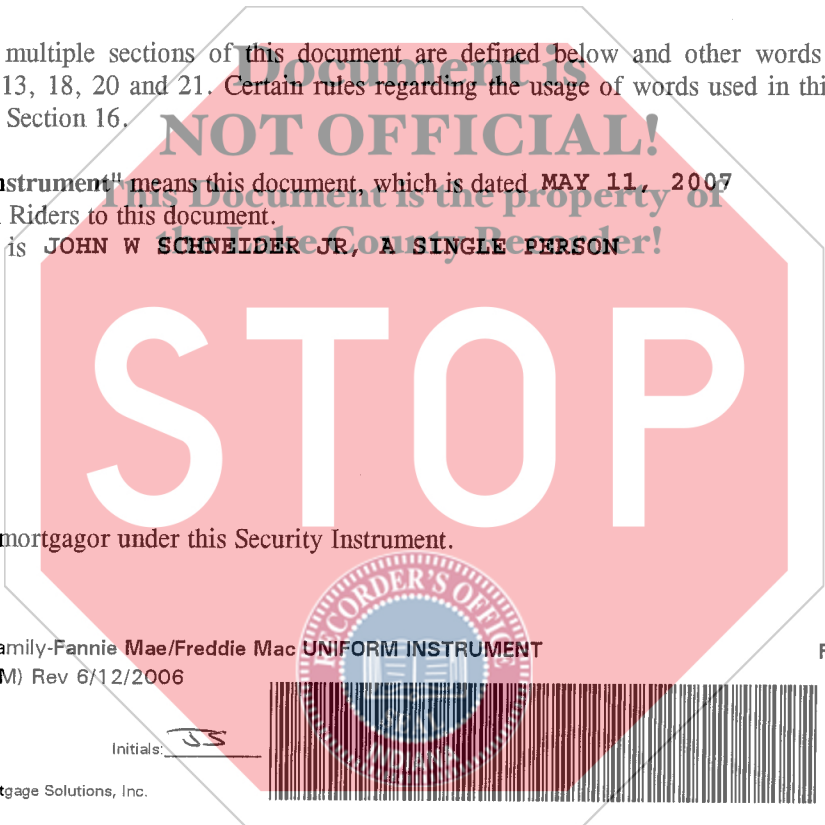 multiple sections of this document are defined below and other words
13, 18, 20 and 21. Certain rules regarding the usage of words used in thi
Section 16.
Document is
NOT OFFICIAL!
This Document is the property of
the Lake County Recorder!
nstrument" means this document, which is dated MAY 11, 2007
Riders to this document.
is JOHN W SCHNEIDER JR, A SINGLE PERSON
STOP
mortgagor under this Security Instrument.
RECORDER'S OFFICE
SEAL
INDIANA
amily-Fannie Mae/Freddie Mac UNIFORM INSTRUMENT
M) Rev 6/12/2006
Initials: JS
tgage Solutions, Inc.